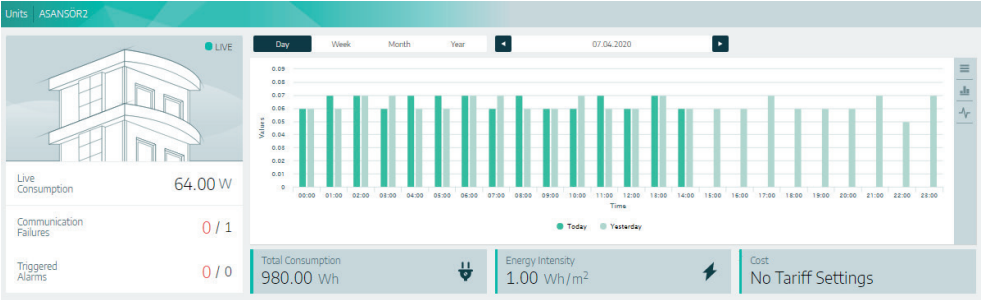 Units ASANSÖR2
LIVE
Live
Consumption
64.00 W
Communication
Failures
0 / 1
Triggered
Alarms
0 / 0
Day Week Month Year
07.04.2020
0.09
0.08
0.07
0.06
0.05
0.04
0.03
0.02
0.01
0
Values
00:00 01:00 02:00 03:00 04:00 05:00 06:00 07:00 08:00 09:00 10:00 11:00 12:00 13:00 14:00 15:00 16:00 17:00 18:00 19:00 20:00 21:00 22:00 23:00
Time
Today Yesterday
Total Consumption
980.00 Wh
Energy Intensity
1.00 Wh/m²
Cost
No Tariff Settings